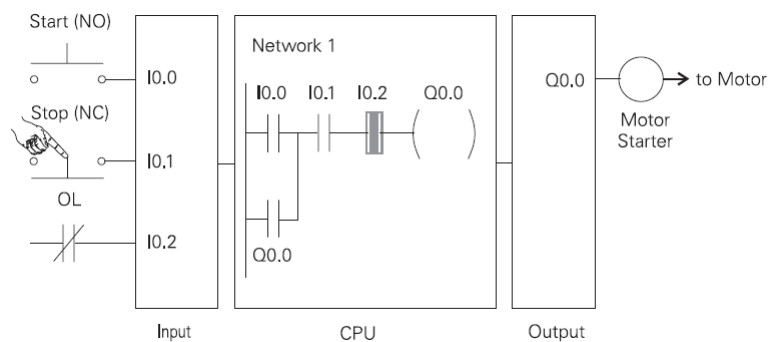 Start (NO)
I0.0
Stop (NC)
I0.1
OL
I0.2
Input
Network 1
I0.0 I0.1 I0.2 Q0.0
Q0.0
CPU
Q0.0
to Motor
Motor
Starter
Output